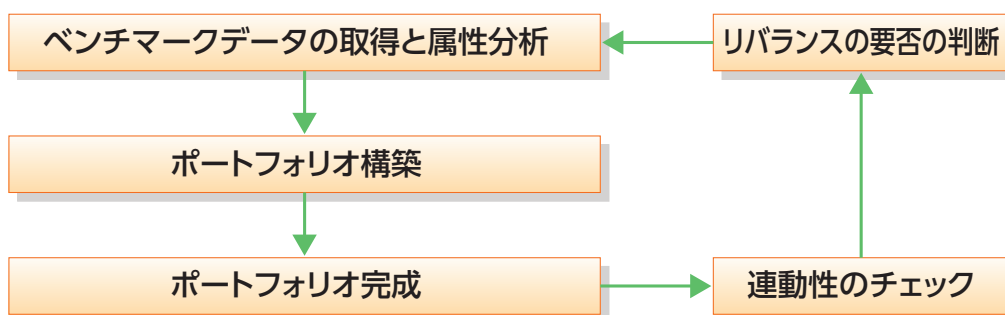 ベンチマークデータの取得と属性分析
リバランスの要否の判断
ポートフォリオ構築
ポートフォリオ完成
連動性のチェック